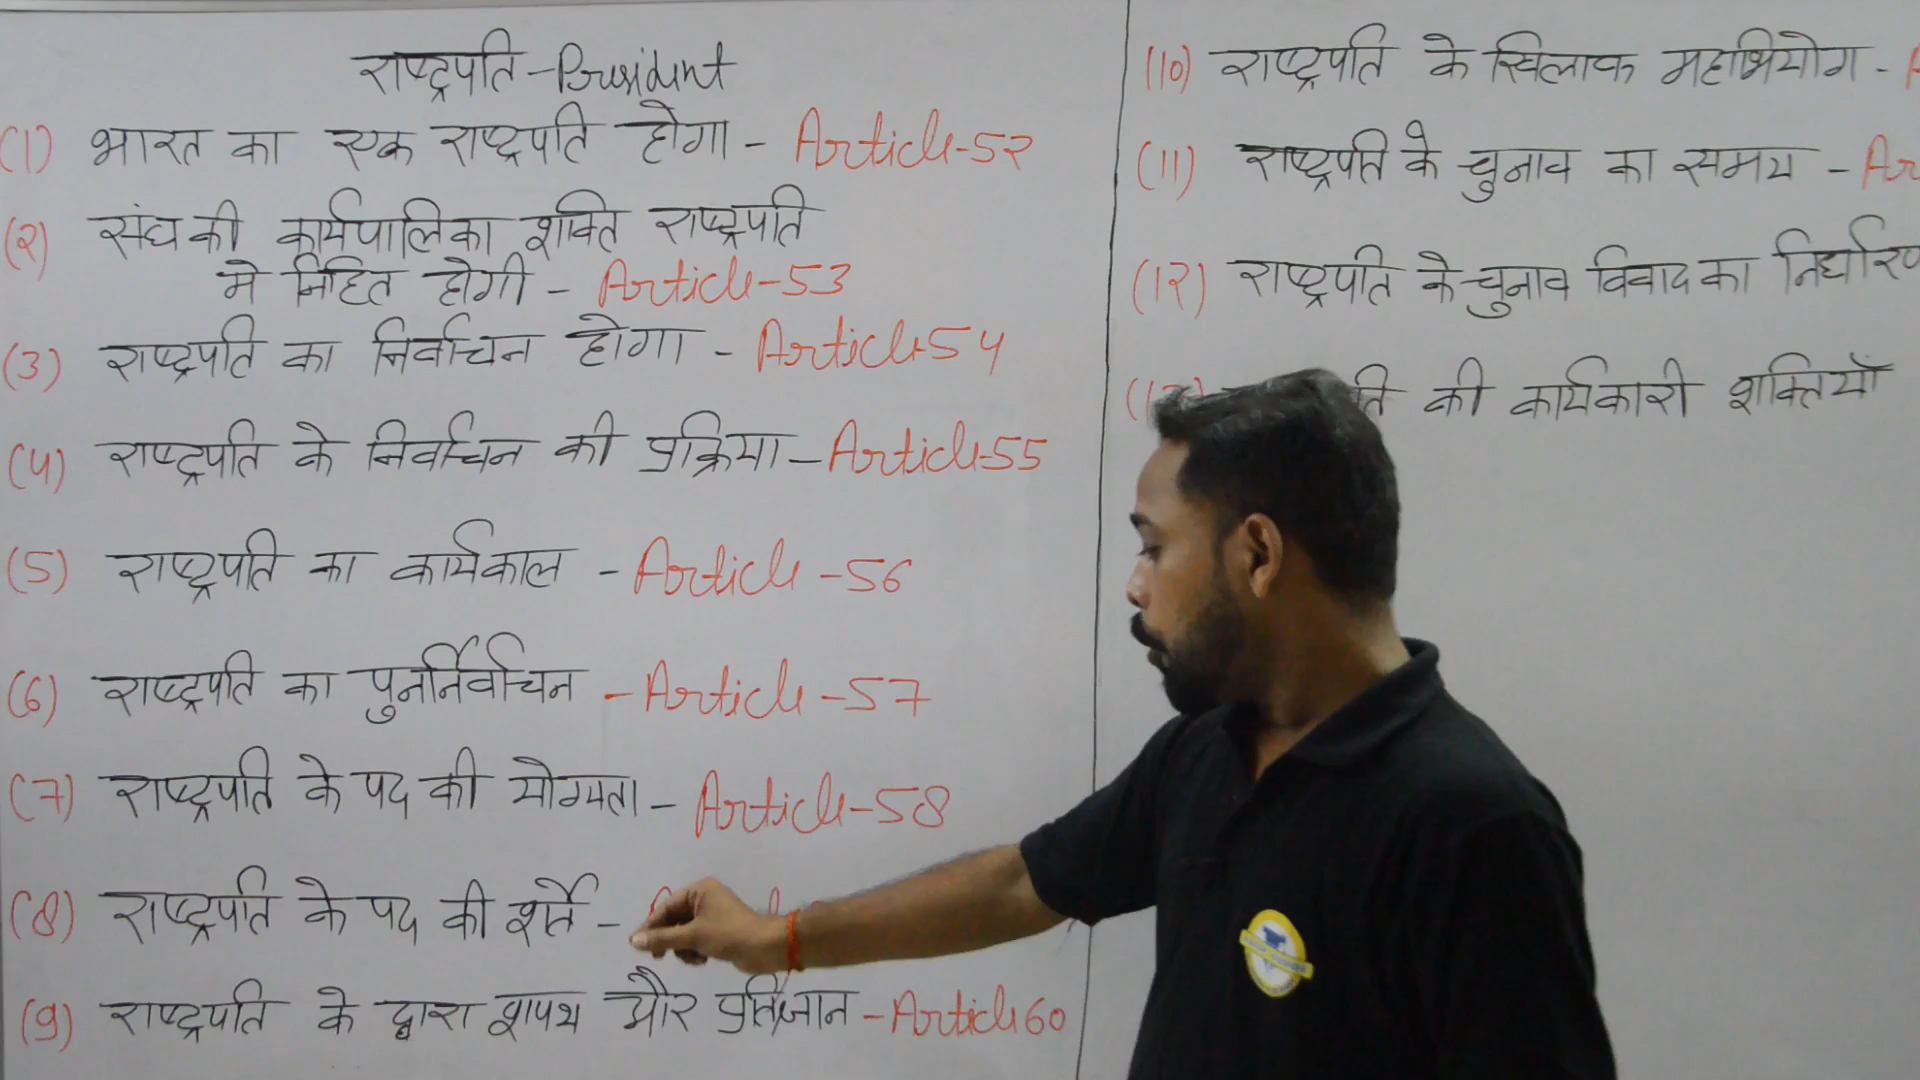 राष्ट्रपति - President
(1) भारत का एक राष्ट्रपति होगा - Article-52
(2) संघ की कार्यपालिका शक्ति राष्ट्रपति
मे निहित होगी - Article-53
(3) राष्ट्रपति का निर्वाचन होगा - Article 54
(4) राष्ट्रपति के निर्वाचन की प्रक्रिया - Article-55
(5) राष्ट्रपति का कार्यकाल - Article - 56
(6) राष्ट्रपति का पुनर्निर्वाचन - Article - 57
(7) राष्ट्रपति के पद की योग्यता - Article - 58
(8) राष्ट्रपति के पद की शर्ते -
(9) राष्ट्रपति के द्वारा शपथ और प्रतिज्ञान - Article 60
(10) राष्ट्रपति के खिलाफ महाभियोग -
(11) राष्ट्रपति के चुनाव का समय - Ar
(12) राष्ट्रपति के चुनाव विवाद का निर्धारण
की कार्यकारी शक्तियाँ